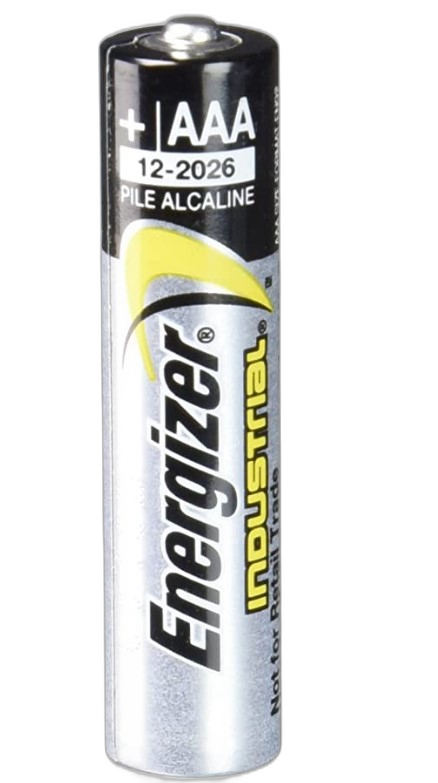 + AAA
12-2026
PILE ALCALINE
Energizer®
INDUSTRIAL®
Not for Retail Trade